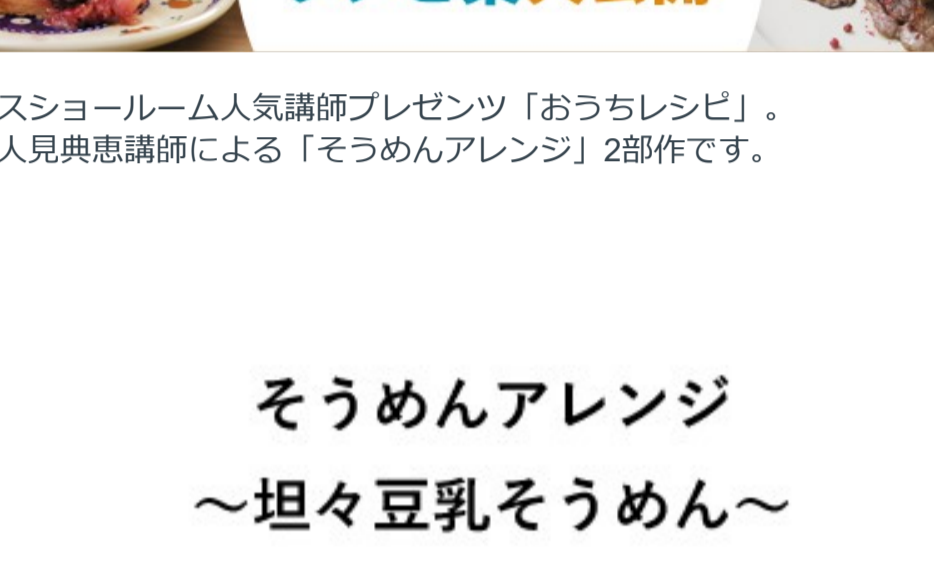 スショールーム人気講師プレゼンツ「おうちレシピ」。
人見典恵講師による「そうめんアレンジ」2部作です。
そうめんアレンジ
〜坦々豆乳そうめん〜